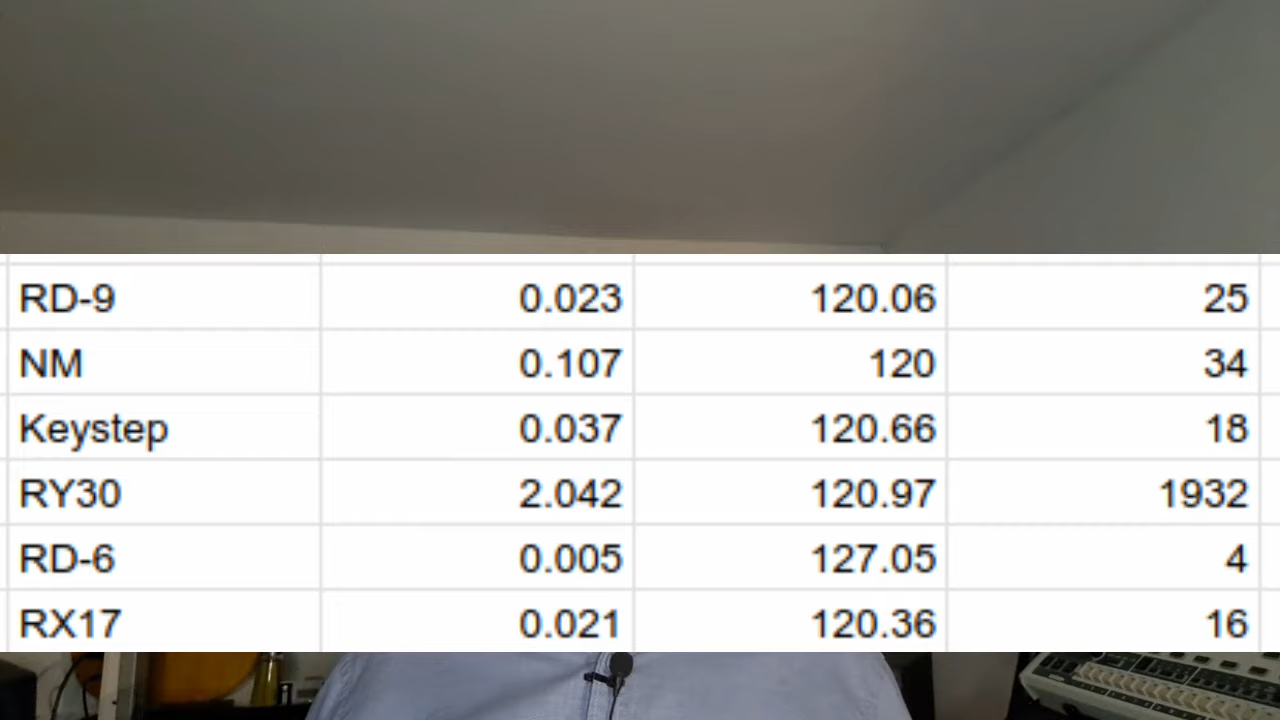 RD-9 0.023 120.06 25
NM 0.107 120 34
Keystep 0.037 120.66 18
RY30 2.042 120.97 1932
RD-6 0.005 127.05 4
RX17 0.021 120.36 16